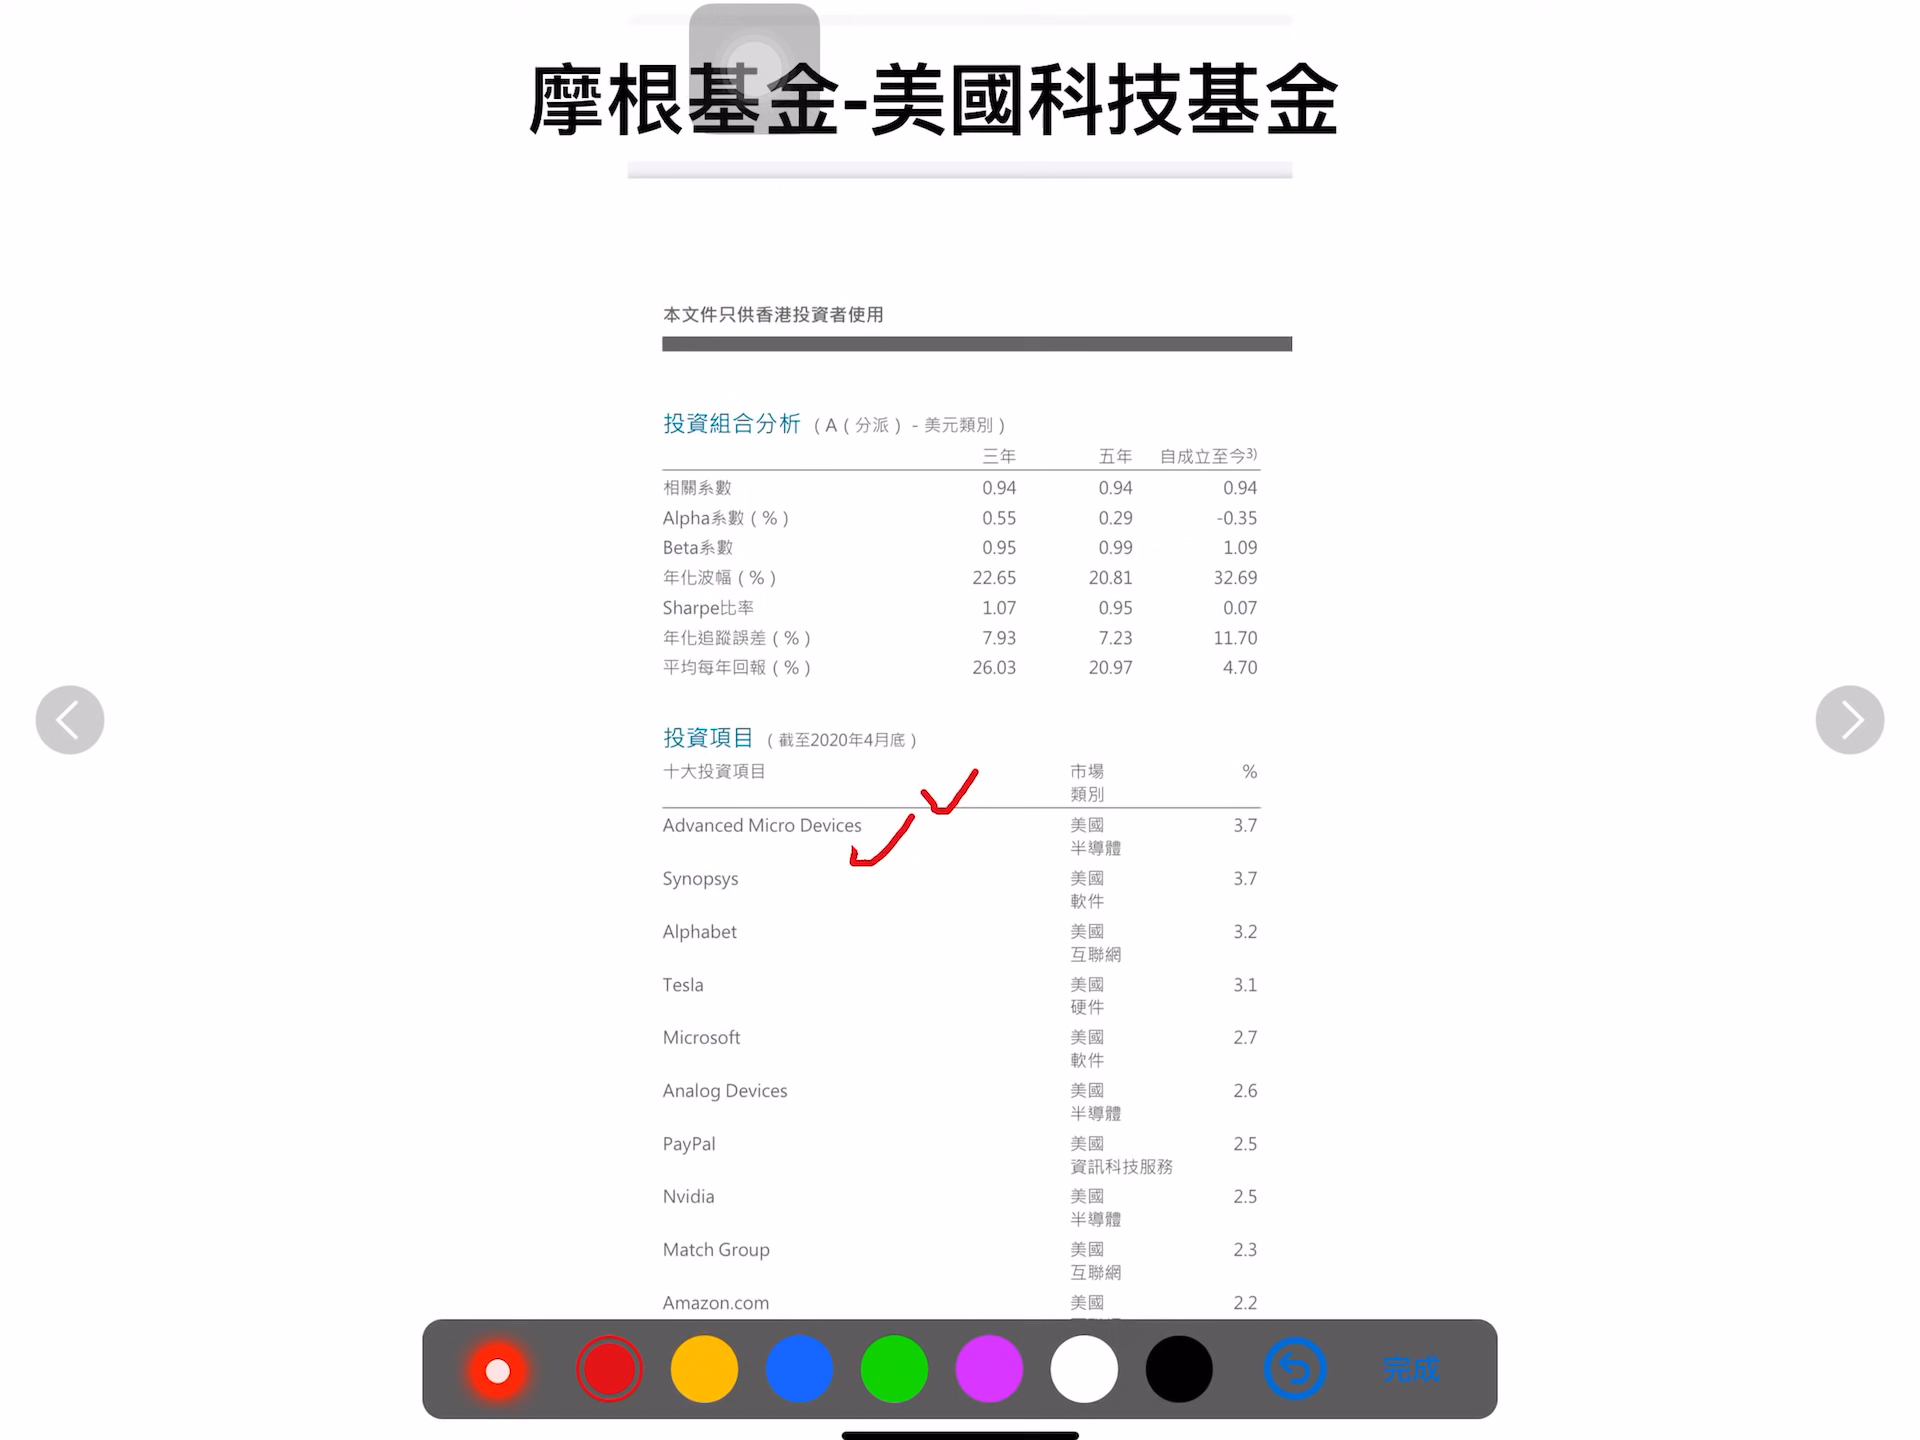 摩根基金-美國科技基金
本文件只供香港投資者使用
投資組合分析 （A（分派） - 美元類別）
三年 五年 自成立至今3)
相關系數 0.94 0.94 0.94
Alpha系數（%） 0.55 0.29 -0.35
Beta系數 0.95 0.99 1.09
年化波幅（%） 22.65 20.81 32.69
Sharpe比率 1.07 0.95 0.07
年化追蹤誤差（%） 7.93 7.23 11.70
平均每年回報（%） 26.03 20.97 4.70
投資項目 （截至2020年4月底）
十大投資項目 市場 %
類別
Advanced Micro Devices 美國 3.7
半導體
Synopsys 美國 3.7
軟件
Alphabet 美國 3.2
互聯網
Tesla 美國 3.1
硬件
Microsoft 美國 2.7
軟件
Analog Devices 美國 2.6
半導體
PayPal 美國 2.5
資訊科技服務
Nvidia 美國 2.5
半導體
Match Group 美國 2.3
互聯網
Amazon.com 美國 2.2
完成